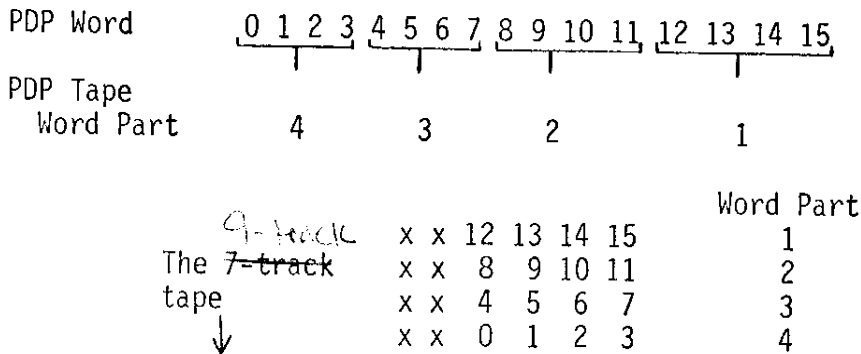 PDP Word 0 1 2 3 4 5 6 7 8 9 10 11 12 13 14 15
PDP Tape
Word Part 4 3 2 1
Word Part
9-track x x 12 13 14 15 1
The 7-track x x 8 9 10 11 2
tape x x 4 5 6 7 3
x x 0 1 2 3 4